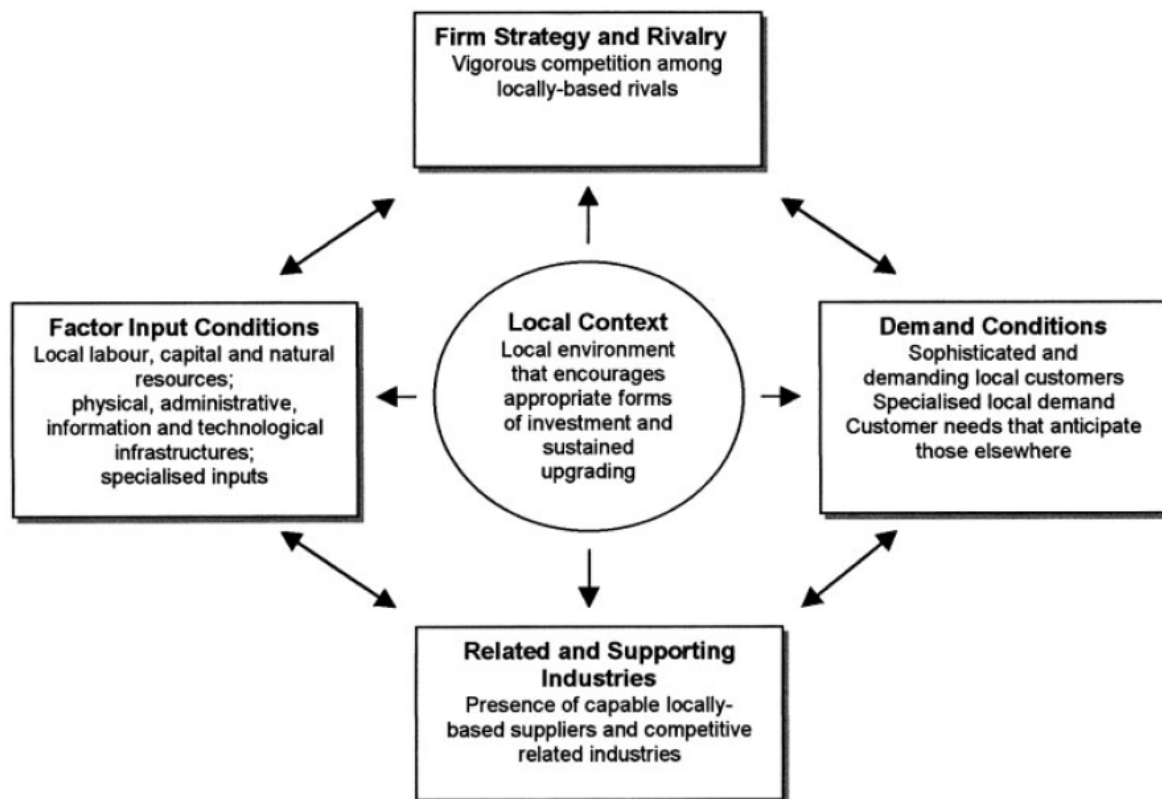 Firm Strategy and Rivalry
Vigorous competition among
locally-based rivals
Factor Input Conditions
Local labour, capital and natural
resources;
physical, administrative,
information and technological
infrastructures;
specialised inputs
Local Context
Local environment
that encourages
appropriate forms
of investment and
sustained
upgrading
Demand Conditions
Sophisticated and
demanding local customers
Specialised local demand
Customer needs that anticipate
those elsewhere
Related and Supporting
Industries
Presence of capable locally-
based suppliers and competitive
related industries